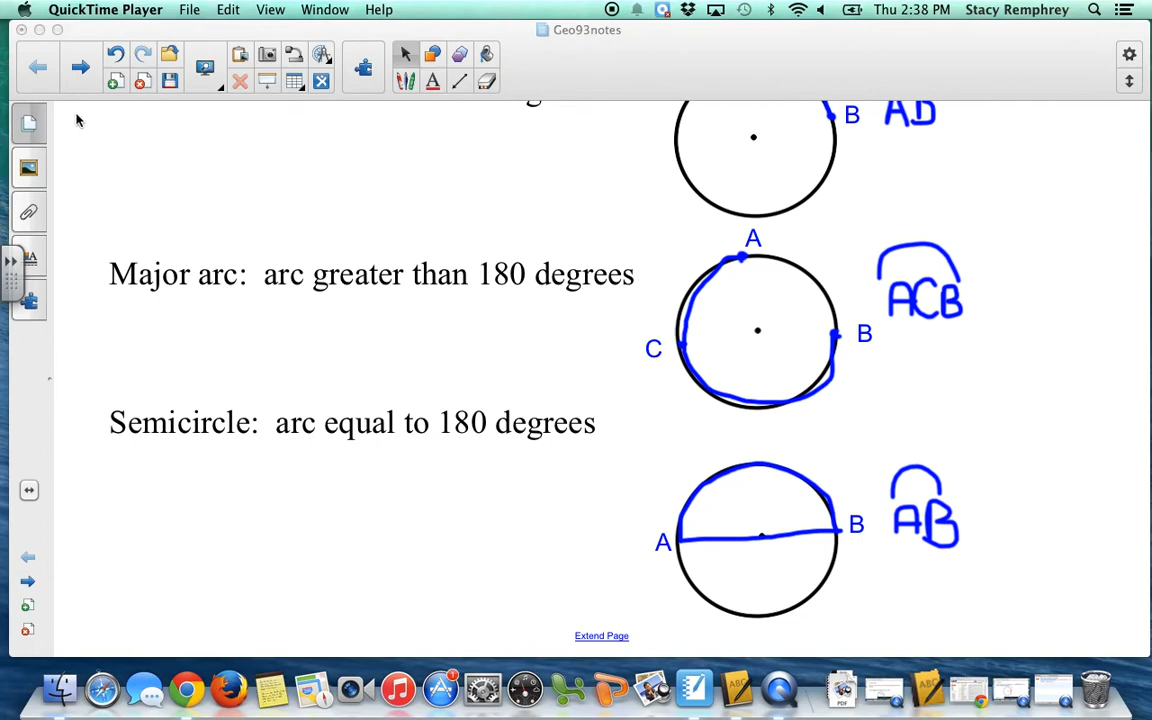 QuickTime Player File Edit View Window Help Thu 2:38 PM Stacy Remphrey
Geo93notes
B AB
A
Major arc: arc greater than 180 degrees
ACB
C B
Semicircle: arc equal to 180 degrees
A B AB
Extend Page